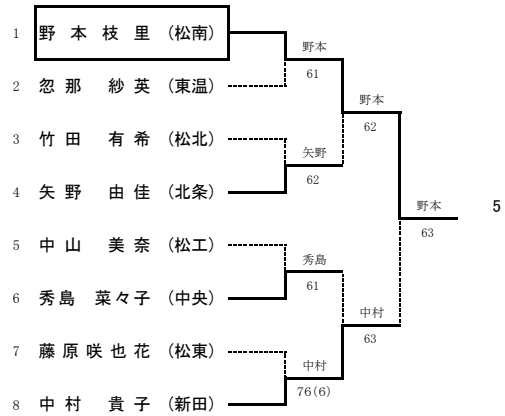 1 野本枝里 (松南)
野本
2 忽那 紗英 (東温)
61
野本
3 竹田 有希 (松北)
62
矢野
4 矢野 由佳 (北条)
62
野本
5
5 中山 美奈 (松工)
63
秀島
6 秀島 菜々子 (中央)
61
中村
7 藤原咲也花 (松東)
63
中村
8 中村 貴子 (新田)
76(6)